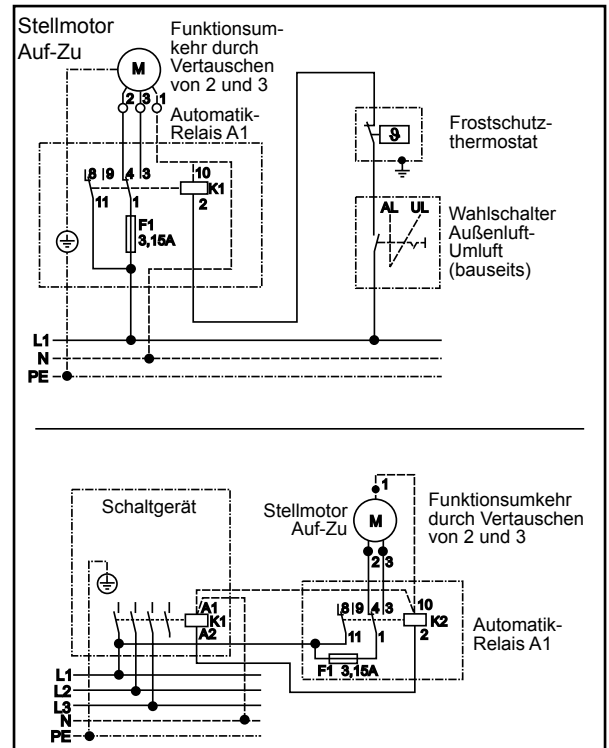 Stellmotor
Auf-Zu
Funktionsum-
kehr durch
Vertauschen
von 2 und 3
M
2 3 1
Automatik-
Relais A1
8 9 4 3
10
K1
11 1
2
F1
3,15A
Frostschutz-
thermostat
ϑ
AL UL
Wahlschalter
Außenluft-
Umluft
(bauseits)
L1
N
PE
Schaltgerät
Stellmotor
Auf-Zu
1
M
2 3
Funktionsumkehr
durch Vertauschen
von 2 und 3
A1
K1
A2
8 9 4 3
10
K2
11 1
2
F1 3,15A
Automatik-
Relais A1
L1
L2
L3
N
PE